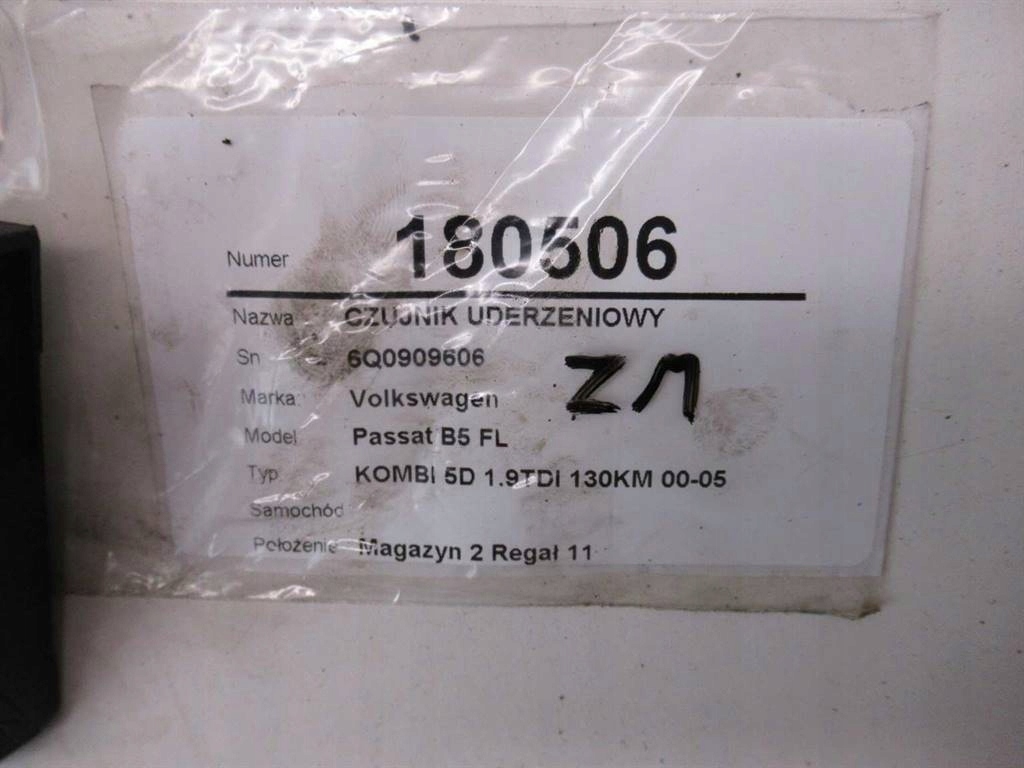 Numer 180506
Nazwa CZUJNIK UDERZENIOWY
Sn 6Q0909606
Marka Volkswagen ZM
Model Passat B5 FL
Typ KOMBI 5D 1.9TDI 130KM 00-05
Samochód
Położenie Magazyn 2 Regał 11